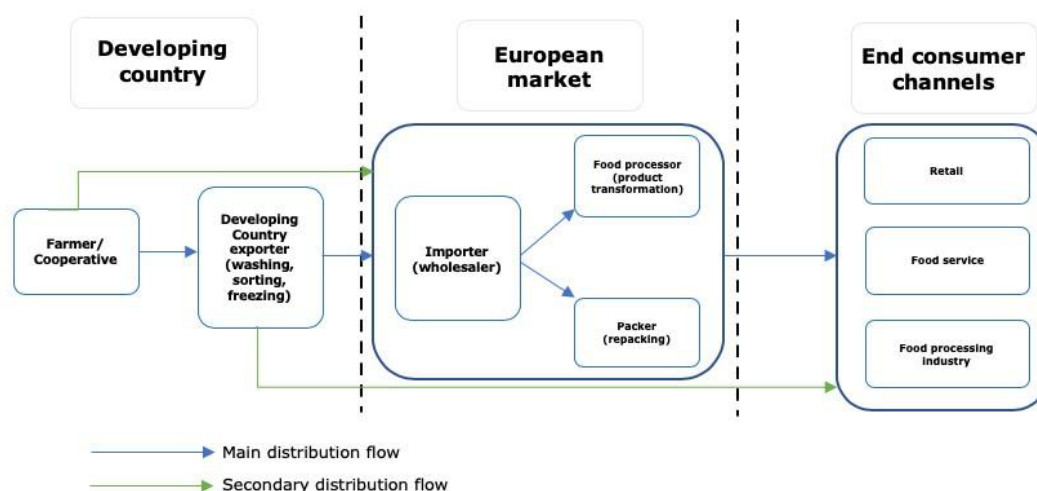 Developing
country
European
market
End consumer
channels
Farmer/
Cooperative
Developing
Country
exporter
(washing,
sorting,
freezing)
Importer
(wholesaler)
Food processor
(product
transformation)
Packer
(repacking)
Retail
Food service
Food processing
industry
Main distribution flow
Secondary distribution flow